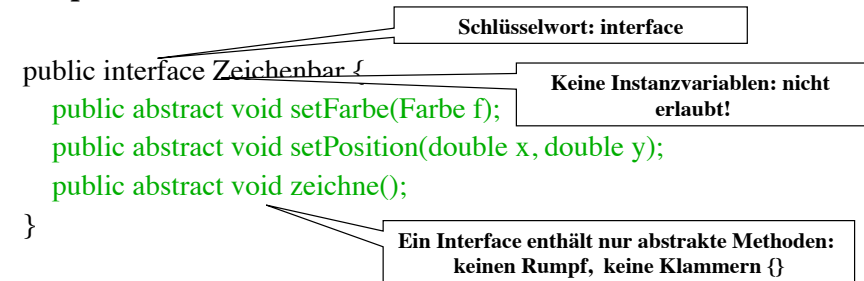 Schlüsselwort: interface
public interface Zeichenbar {
Keine Instanzvariablen: nicht
erlaubt!
public abstract void setFarbe(Farbe f);
public abstract void setPosition(double x, double y);
public abstract void zeichne();
}
Ein Interface enthält nur abstrakte Methoden:
keinen Rumpf, keine Klammern {}